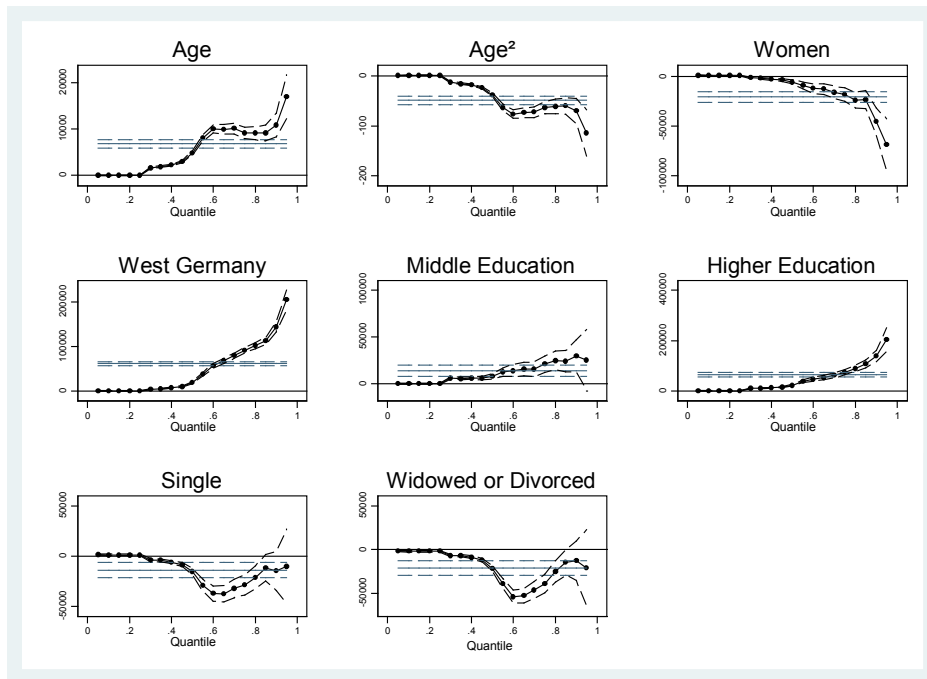 Age
20000
10000
0
0 .2 .4 .6 .8 1
Quantile
Age²
0
-100
-200
0 .2 .4 .6 .8 1
Quantile
Women
0
-50000
-100000
0 .2 .4 .6 .8 1
Quantile
West Germany
200000
100000
0
0 .2 .4 .6 .8 1
Quantile
Middle Education
100000
50000
0
0 .2 .4 .6 .8 1
Quantile
Higher Education
400000
200000
0
0 .2 .4 .6 .8 1
Quantile
Single
50000
0
-50000
0 .2 .4 .6 .8 1
Quantile
Widowed or Divorced
50000
0
-50000
0 .2 .4 .6 .8 1
Quantile